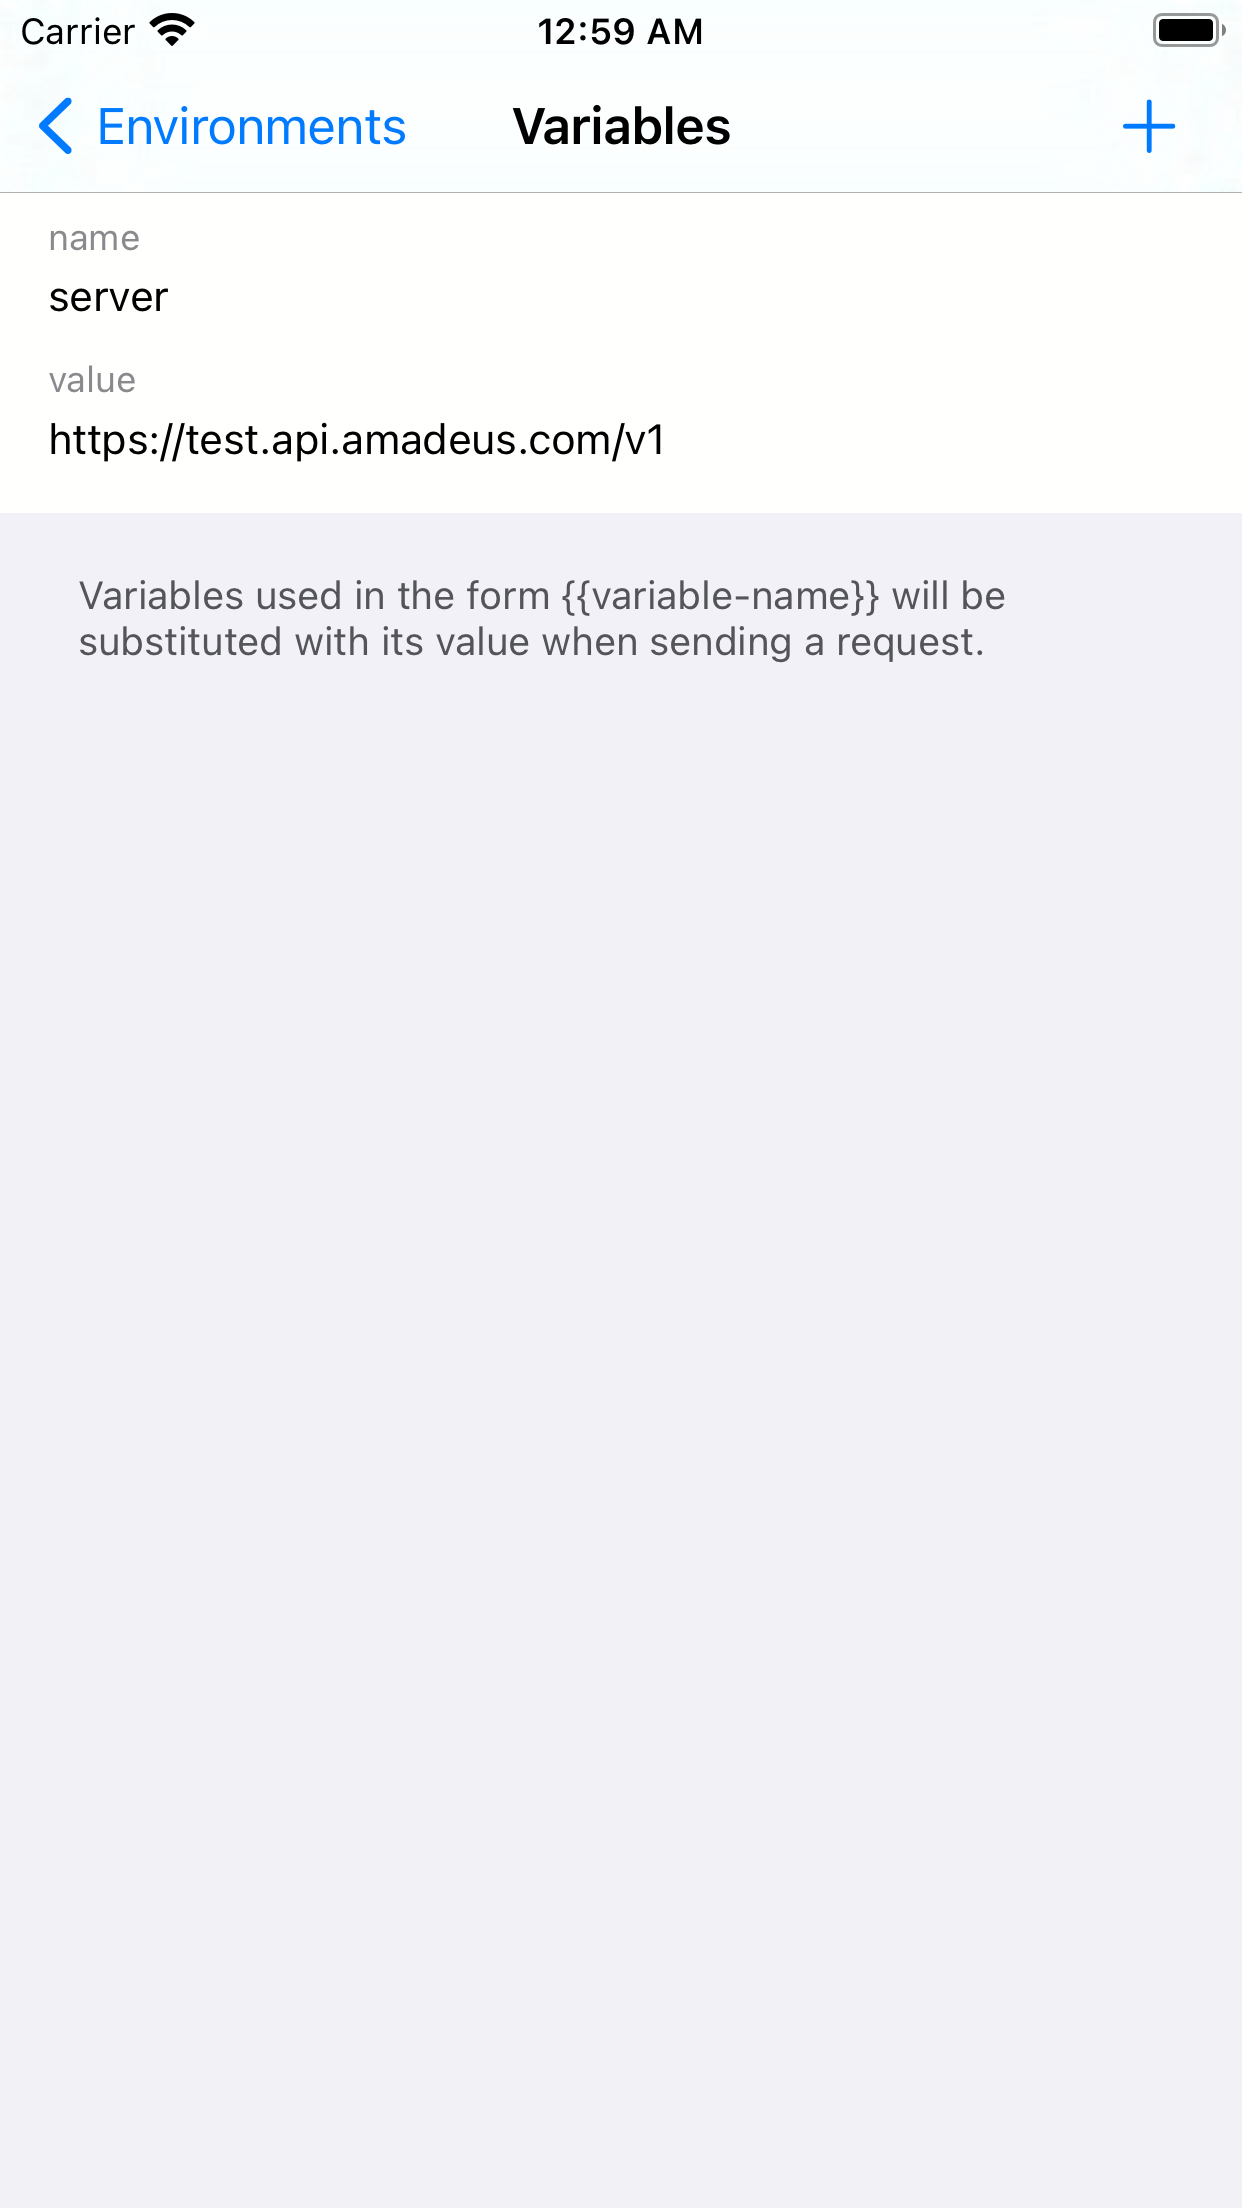 Carrier 12:59 AM
Environments Variables
name
server
value
https://test.api.amadeus.com/v1
Variables used in the form {{variable-name}} will be
substituted with its value when sending a request.